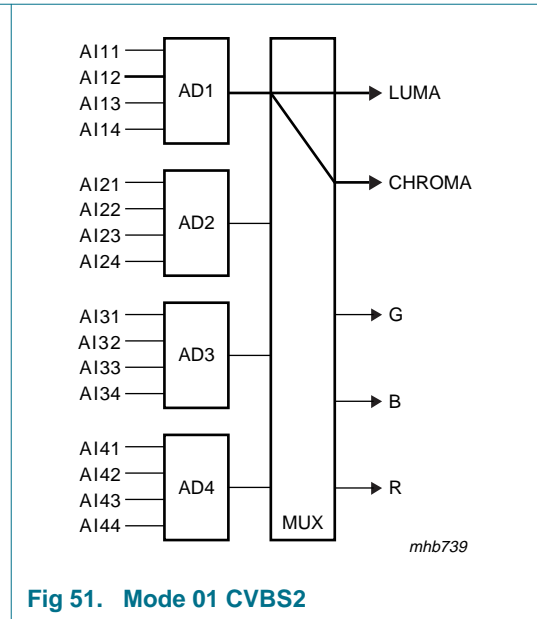 AI11
AI12
AI13
AI14
AD1
LUMA
CHROMA
AI21
AI22
AI23
AI24
AD2
AI31
AI32
AI33
AI34
AD3
G
B
AI41
AI42
AI43
AI44
AD4
R
MUX
mhb739
Fig 51. Mode 01 CVBS2